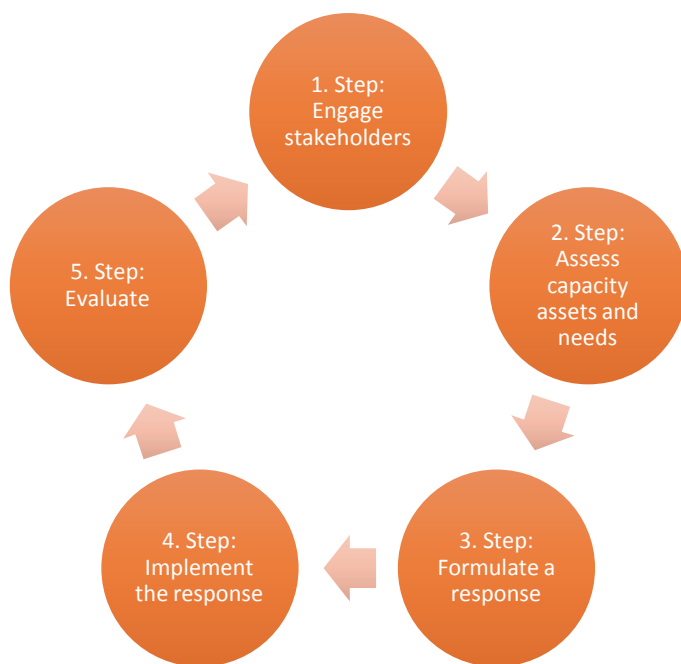 1. Step:
Engage
stakeholders
2. Step:
Assess
capacity
assets and
needs
3. Step:
Formulate a
response
4. Step:
Implement
the response
5. Step:
Evaluate